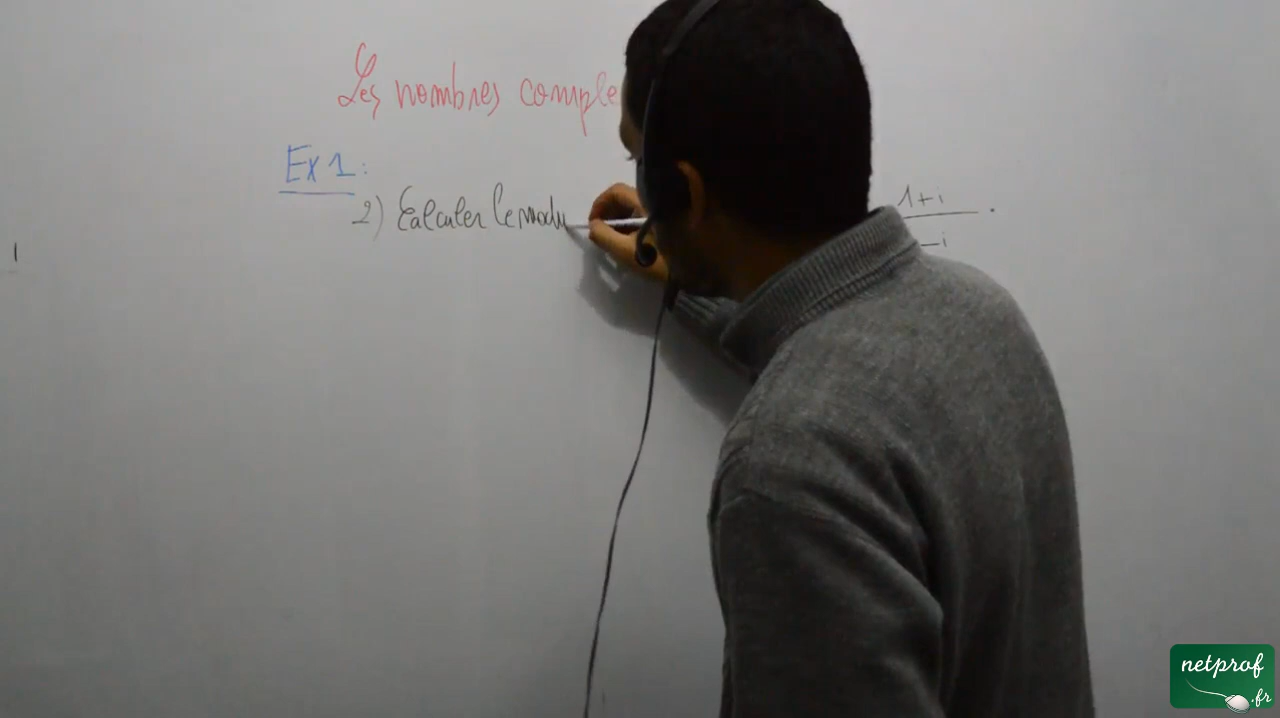 Les nombres comple
Ex 1:
2) Calculer le modu
1+i
-i
.
netprof
.fr